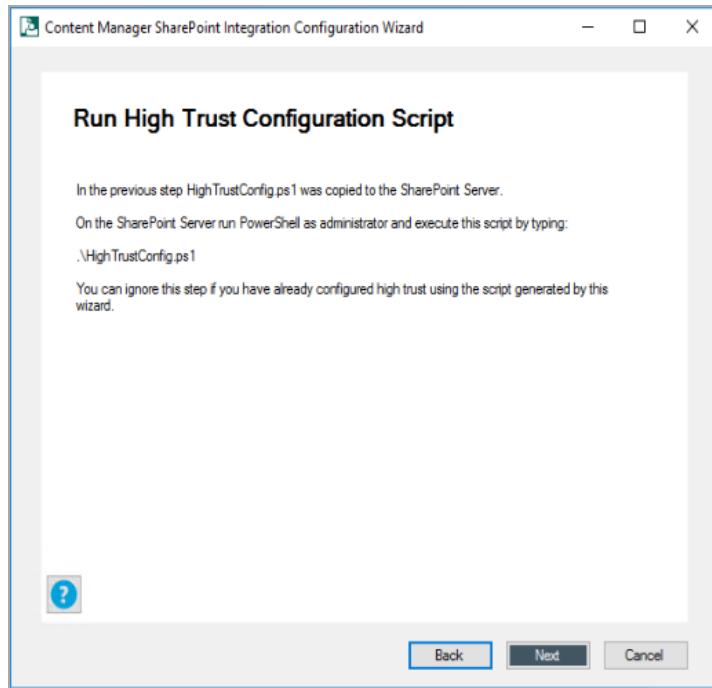 Content Manager SharePoint Integration Configuration Wizard
Run High Trust Configuration Script
In the previous step HighTrustConfig.ps1 was copied to the SharePoint Server.
On the SharePoint Server run PowerShell as administrator and execute this script by typing:
.\HighTrustConfig.ps1
You can ignore this step if you have already configured high trust using the script generated by this
wizard.
?
Back Next Cancel